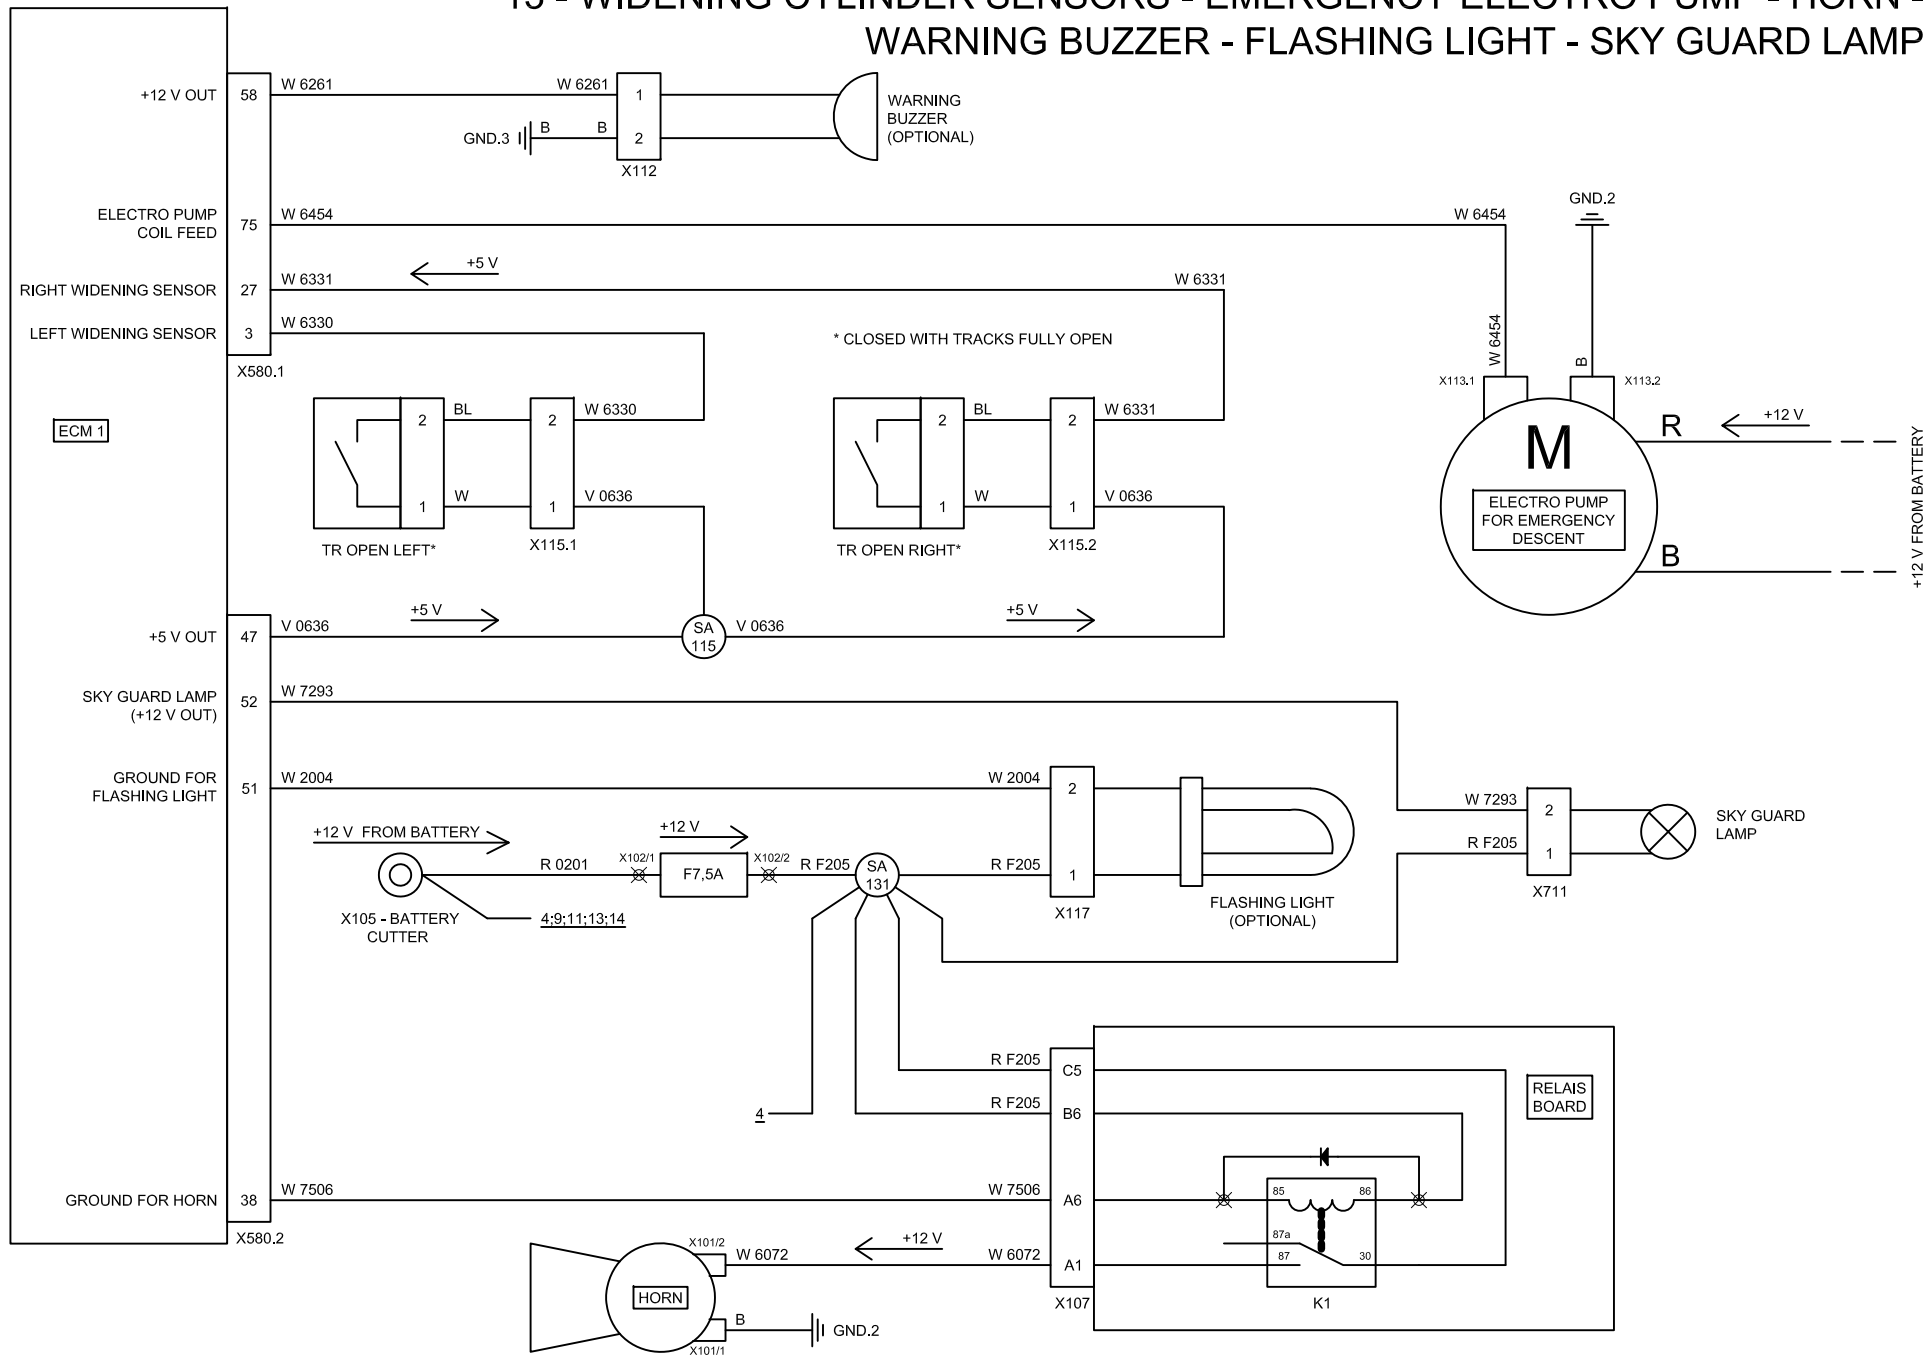 15 - WIDENING CYLINDER SENSORS - EMERGENCY ELECTRO PUMP - HORN -
WARNING BUZZER - FLASHING LIGHT - SKY GUARD LAMP
+12 V OUT
58
W 6261
W 6261
1
WARNING
BUZZER
(OPTIONAL)
GND.3
B
B
2
X112
ELECTRO PUMP
COIL FEED
75
W 6454
W 6454
GND.2
+5 V
RIGHT WIDENING SENSOR
27
W 6331
W 6331
LEFT WIDENING SENSOR
3
W 6330
* CLOSED WITH TRACKS FULLY OPEN
W 6454
B
X580.1
X113.1
X113.2
ECM 1
2
BL
2
W 6330
2
BL
2
W 6331
1
W
1
V 0636
1
W
1
V 0636
TR OPEN LEFT*
X115.1
TR OPEN RIGHT*
X115.2
M
ELECTRO PUMP
FOR EMERGENCY
DESCENT
R
+12 V
B
+12 V FROM BATTERY
+5 V
+5 V
+5 V OUT
47
V 0636
SA
115
V 0636
SKY GUARD LAMP
(+12 V OUT)
52
W 7293
GROUND FOR
FLASHING LIGHT
51
W 2004
W 2004
2
W 7293
2
SKY GUARD
LAMP
R F205
1
X711
+12 V  FROM BATTERY
+12 V
R 0201
X102/1
F7,5A
X102/2
R F205
SA
131
R F205
1
X117
FLASHING LIGHT
(OPTIONAL)
X105 - BATTERY
CUTTER
4;9;11;13;14
R F205
C5
RELAIS
BOARD
4
R F205
B6
GROUND FOR HORN
38
W 7506
W 7506
A6
85
86
87a
87
30
X580.2
X101/2
W 6072
+12 V
W 6072
A1
HORN
X107
K1
B
GND.2
X101/1